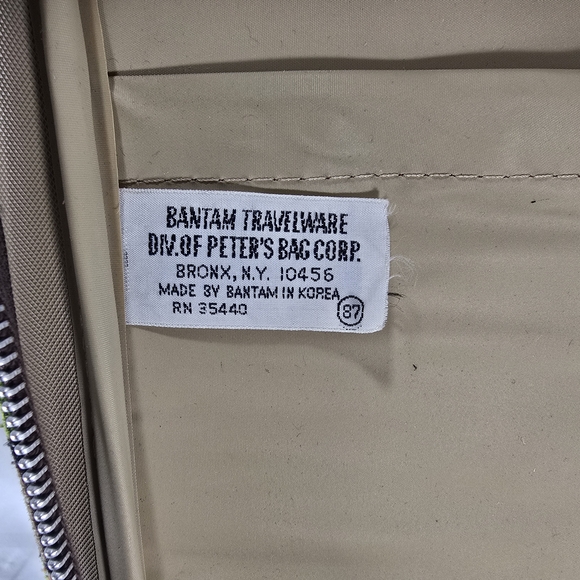 BANTAM TRAVELWARE
DIV.OF PETER'S BAG CORP.
BRONX, N.Y. 10456
MADE BY BANTAM IN KOREA
RN 35440 87